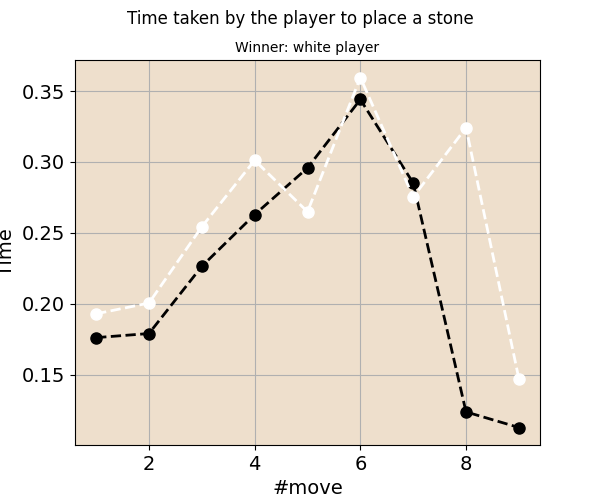 Time taken by the player to place a stone
Winner: white player
0.35
0.30
0.25
0.20
0.15
Time
2 4 6 8
#move